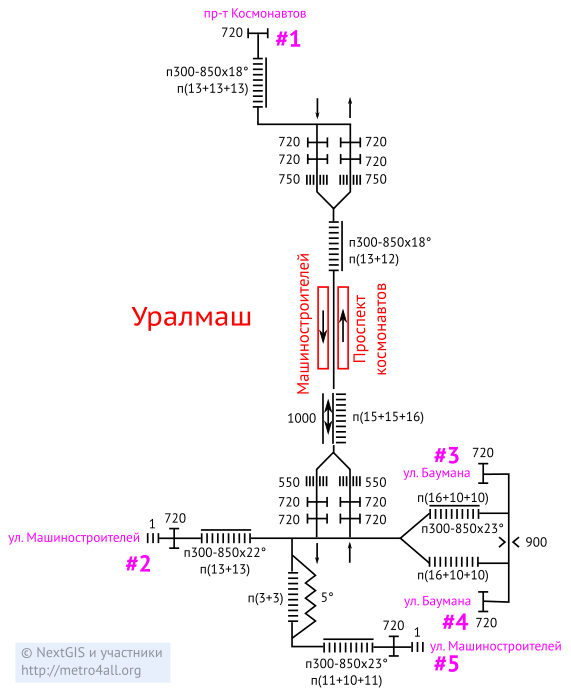 пр-т Космонавтов
720
#1
п300-850x18°
п(13+13+13)
720
720
720
720
750
750
п300-850x18°
п(13+12)
Уралмаш
Машиностроителей
Проспект
космонавтов
1000
п(15+15+16)
#3
720
ул. Баумана
550
550
п(16+10+10)
720
720
720
720
1
720
п300-850x23°
ул. Машиностроителей
900
#2
п300-850x22°
п(13+13)
п(16+10+10)
п(3+3)
5°
ул. Баумана
#4
720
720
1
ул. Машиностроителей
п300-850x23°
#5
п(11+10+11)
© NextGIS и участники
http://metro4all.org